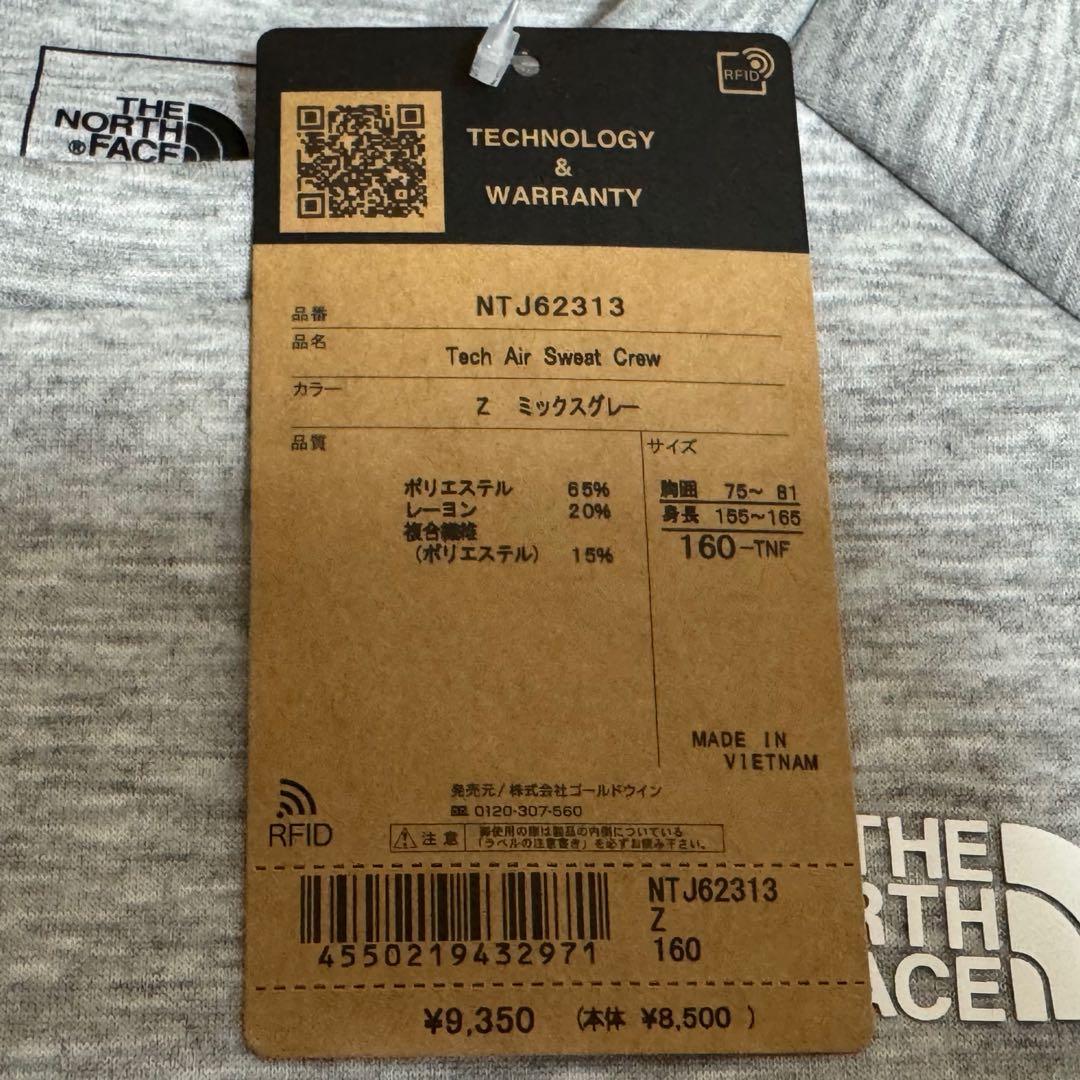 THE
NORTH
®FACE
RFID
TECHNOLOGY
&
WARRANTY
品番 NTJ62313
品名 Tech Air Sweat Crew
カラー Z ミックスグレー
品質
ポリエステル 65%
レーヨン 20%
複合繊維
(ポリエステル) 15%
サイズ
胸囲 75~ 81
身長 155~165
160-TNF
MADE IN
VIETNAM
発売元/株式会社ゴールドウイン
0120-307-560
RFID
注意
御使用の際は製品の内側についている
「ラベルの注意書き」を必ずお読み下さい。
4550219432971
NTJ62313
Z
160
¥9,350 (本体 ¥8,500 )
THE
RTH
ACE